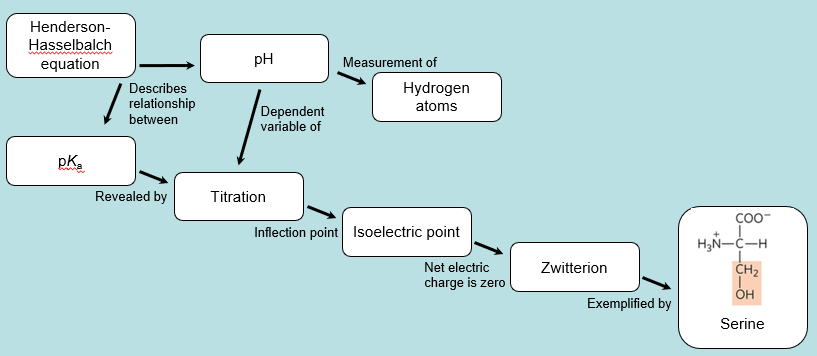 Henderson-
Hasselbalch
equation
pH
Measurement of
Hydrogen
atoms
Describes
relationship
between
Dependent
variable of
pKₐ
Revealed by
Titration
Inflection point
Isoelectric point
Net electric
charge is zero
Zwitterion
Exemplified by
COO⁻
H₃N⁺–C–H
CH₂
OH
Serine